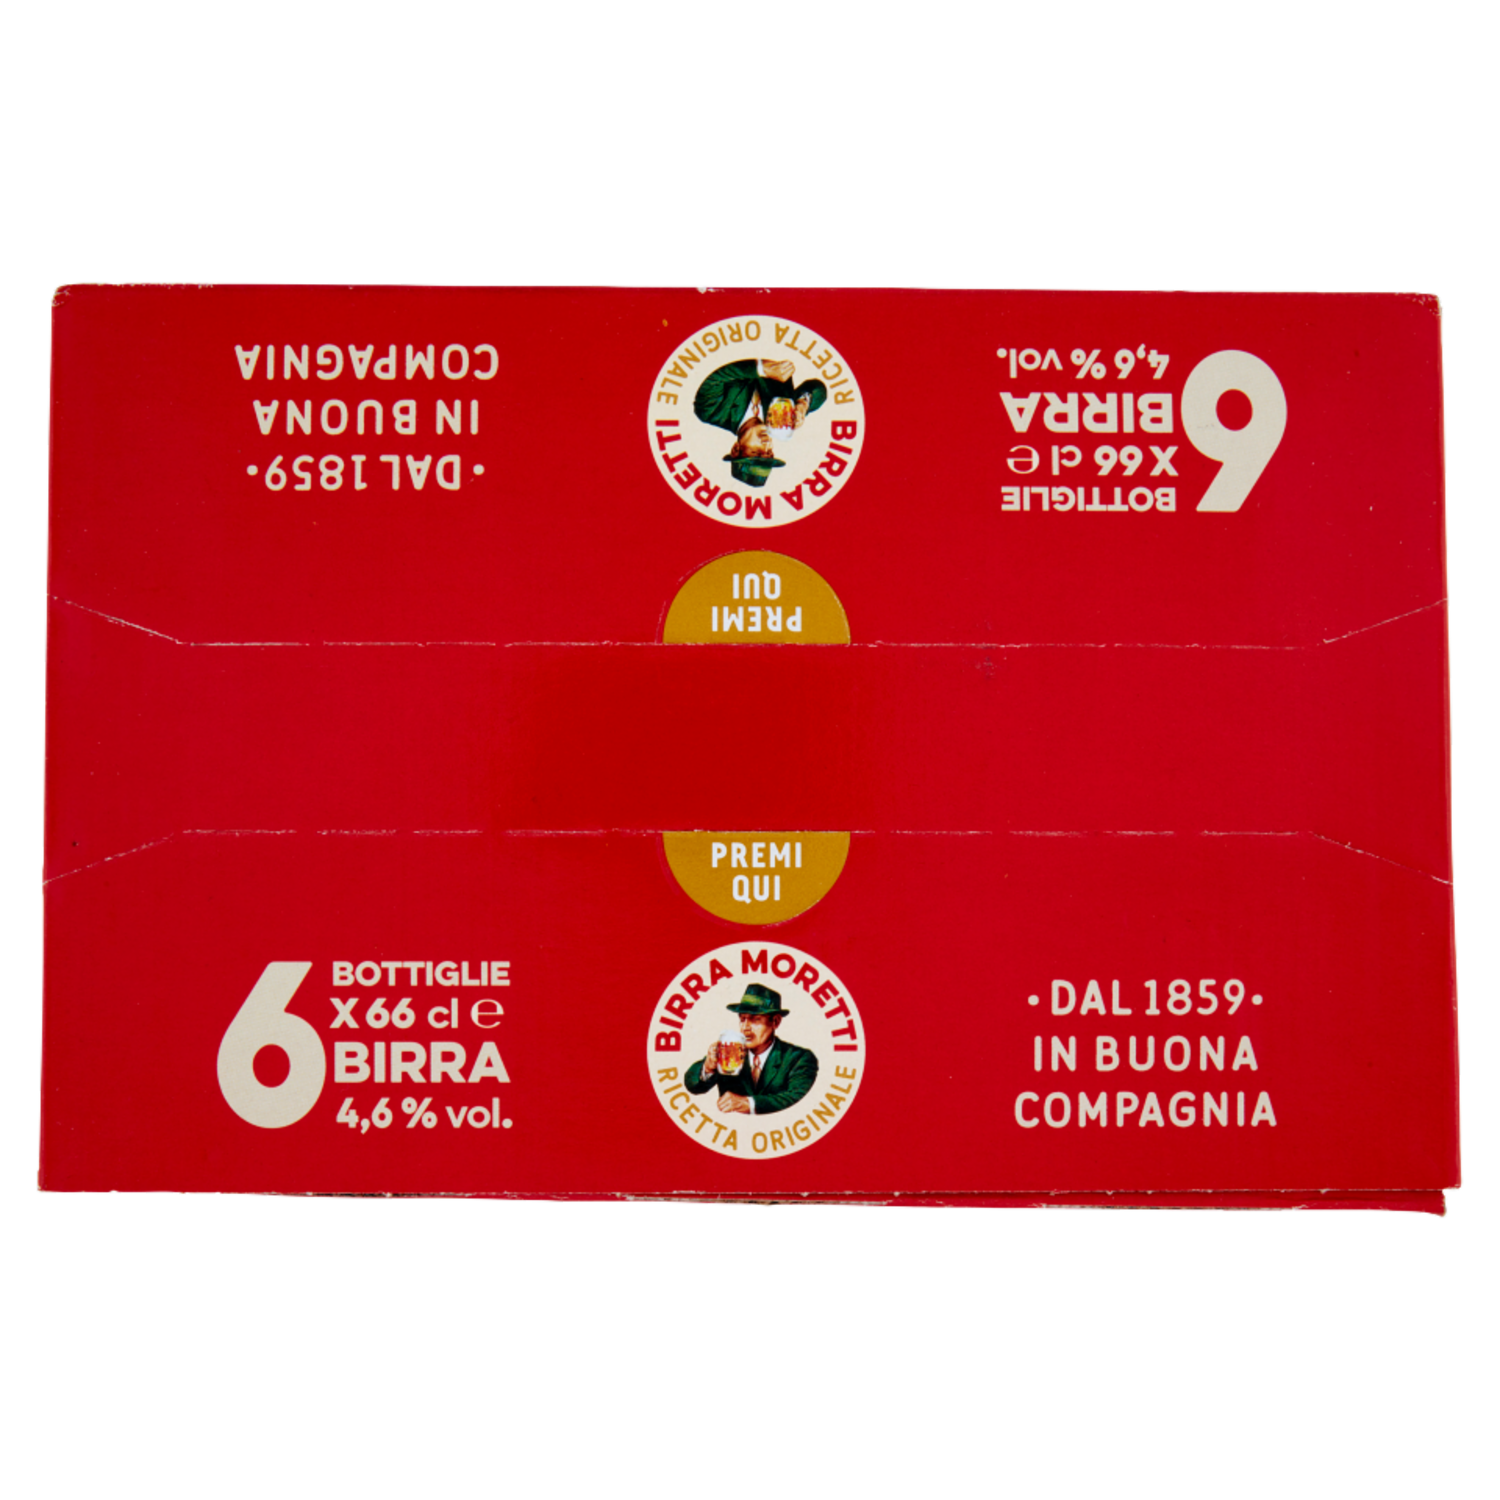 DAL 1859
IN BUONA
COMPAGNIA
BIRRA MORETTI
RICETTA ORIGINALE
6
BOTTIGLIE
X 66 cl ℮
BIRRA
4,6 % vol.
PREMI
QUI
PREMI
QUI
6
BOTTIGLIE
X 66 cl ℮
BIRRA
4,6 % vol.
BIRRA MORETTI
RICETTA ORIGINALE
• DAL 1859 •
IN BUONA
COMPAGNIA